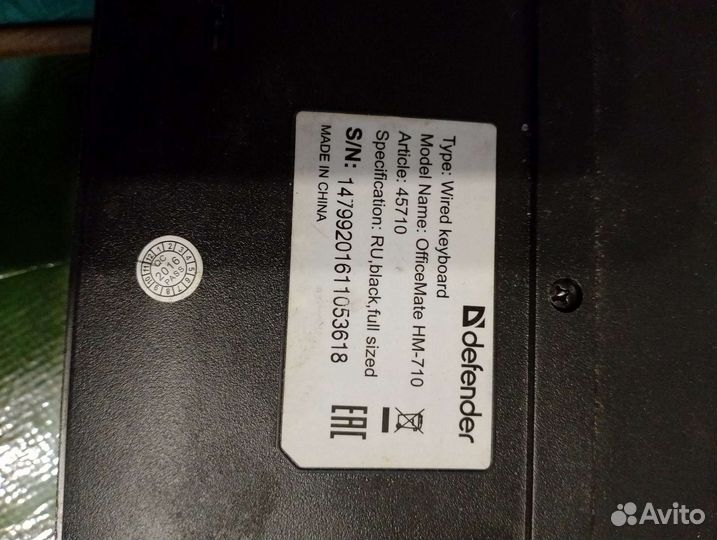 defender
Type: Wired keyboard
Model Name: OfficeMate HM-710
Article: 45710
Specification: RU,black,full sized
S/N: 14799201611053618
MADE IN CHINA
EAC
QC
2016
PASS
1 2 3 4 5 6 7 8 9 10 11 12
Avito